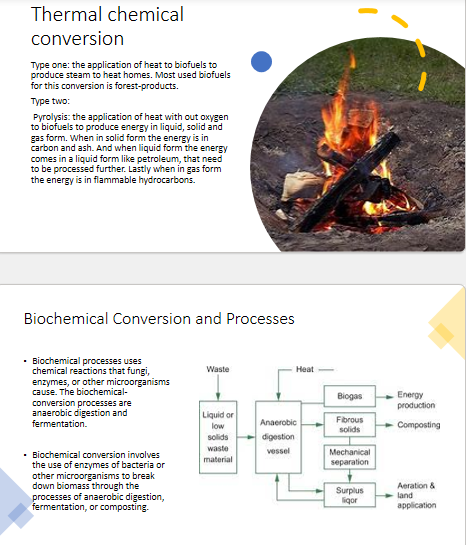 Thermal chemical
conversion
Type one: the application of heat to biofuels to
produce steam to heat homes. Most used biofuels
for this conversion is forest-products.
Type two:
Pyrolysis: the application of heat with out oxygen
to biofuels to produce energy in liquid, solid and
gas form. When in solid form the energy is in
carbon and ash. And when liquid form the energy
comes in a liquid form like petroleum, that need
to be processed further. Lastly when in gas form
the energy is in flammable hydrocarbons.
Biochemical Conversion and Processes
• Biochemical processes uses
chemical reactions that fungi,
enzymes, or other microorganisms
cause. The biochemical-
conversion processes are
anaerobic digestion and
fermentation.
• Biochemical conversion involves
the use of enzymes of bacteria or
other microorganisms to break
down biomass through the
processes of anaerobic digestion,
fermentation, or composting.
Waste
Heat
Liquid or
low
solids
waste
material
Anaerobic
digestion
vessel
Biogas
Energy
production
Fibrous
solids
Composting
Mechanical
separation
Surplus
liqor
Aeration &
land
application